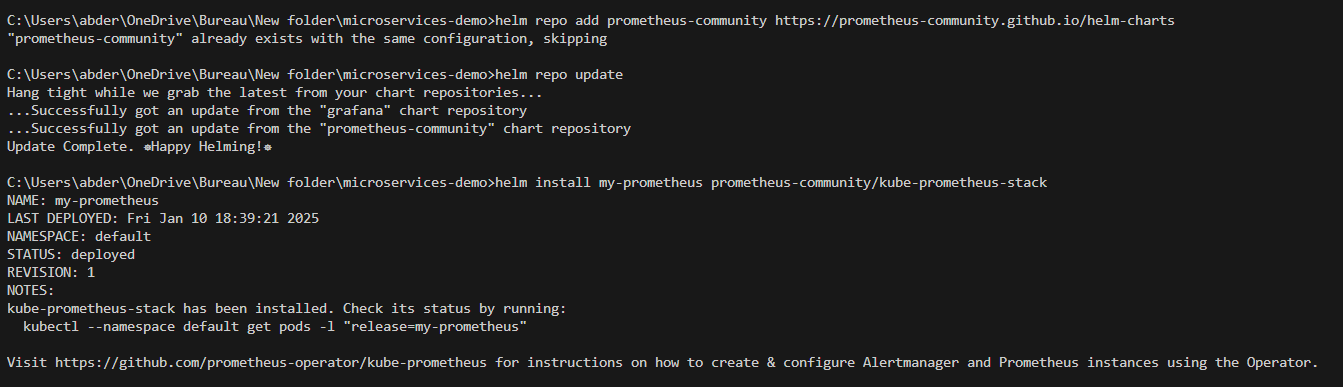 C:\Users\abder\OneDrive\Bureau\New folder\microservices-demo>helm repo add prometheus-community https://prometheus-community.github.io/helm-charts
"prometheus-community" already exists with the same configuration, skipping
C:\Users\abder\OneDrive\Bureau\New folder\microservices-demo>helm repo update
Hang tight while we grab the latest from your chart repositories...
...Successfully got an update from the "grafana" chart repository
...Successfully got an update from the "prometheus-community" chart repository
Update Complete. ⎈Happy Helming!⎈
C:\Users\abder\OneDrive\Bureau\New folder\microservices-demo>helm install my-prometheus prometheus-community/kube-prometheus-stack
NAME: my-prometheus
LAST DEPLOYED: Fri Jan 10 18:39:21 2025
NAMESPACE: default
STATUS: deployed
REVISION: 1
NOTES:
kube-prometheus-stack has been installed. Check its status by running:
  kubectl --namespace default get pods -l "release=my-prometheus"
Visit https://github.com/prometheus-operator/kube-prometheus for instructions on how to create & configure Alertmanager and Prometheus instances using the Operator.